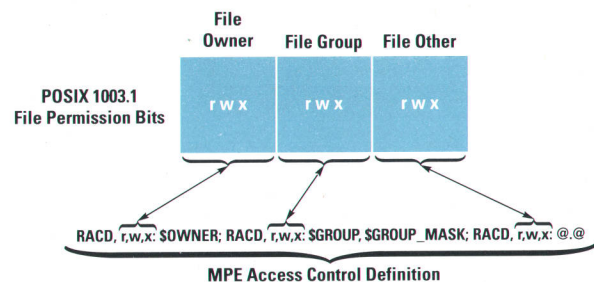 File
Owner
File Group
File Other
POSIX 1003.1
File Permission Bits
r w x
r w x
r w x
RACD, r,w,x: $OWNER; RACD, r,w,x: $GROUP, $GROUP_MASK; RACD, r,w,x: @.@
MPE Access Control Definition